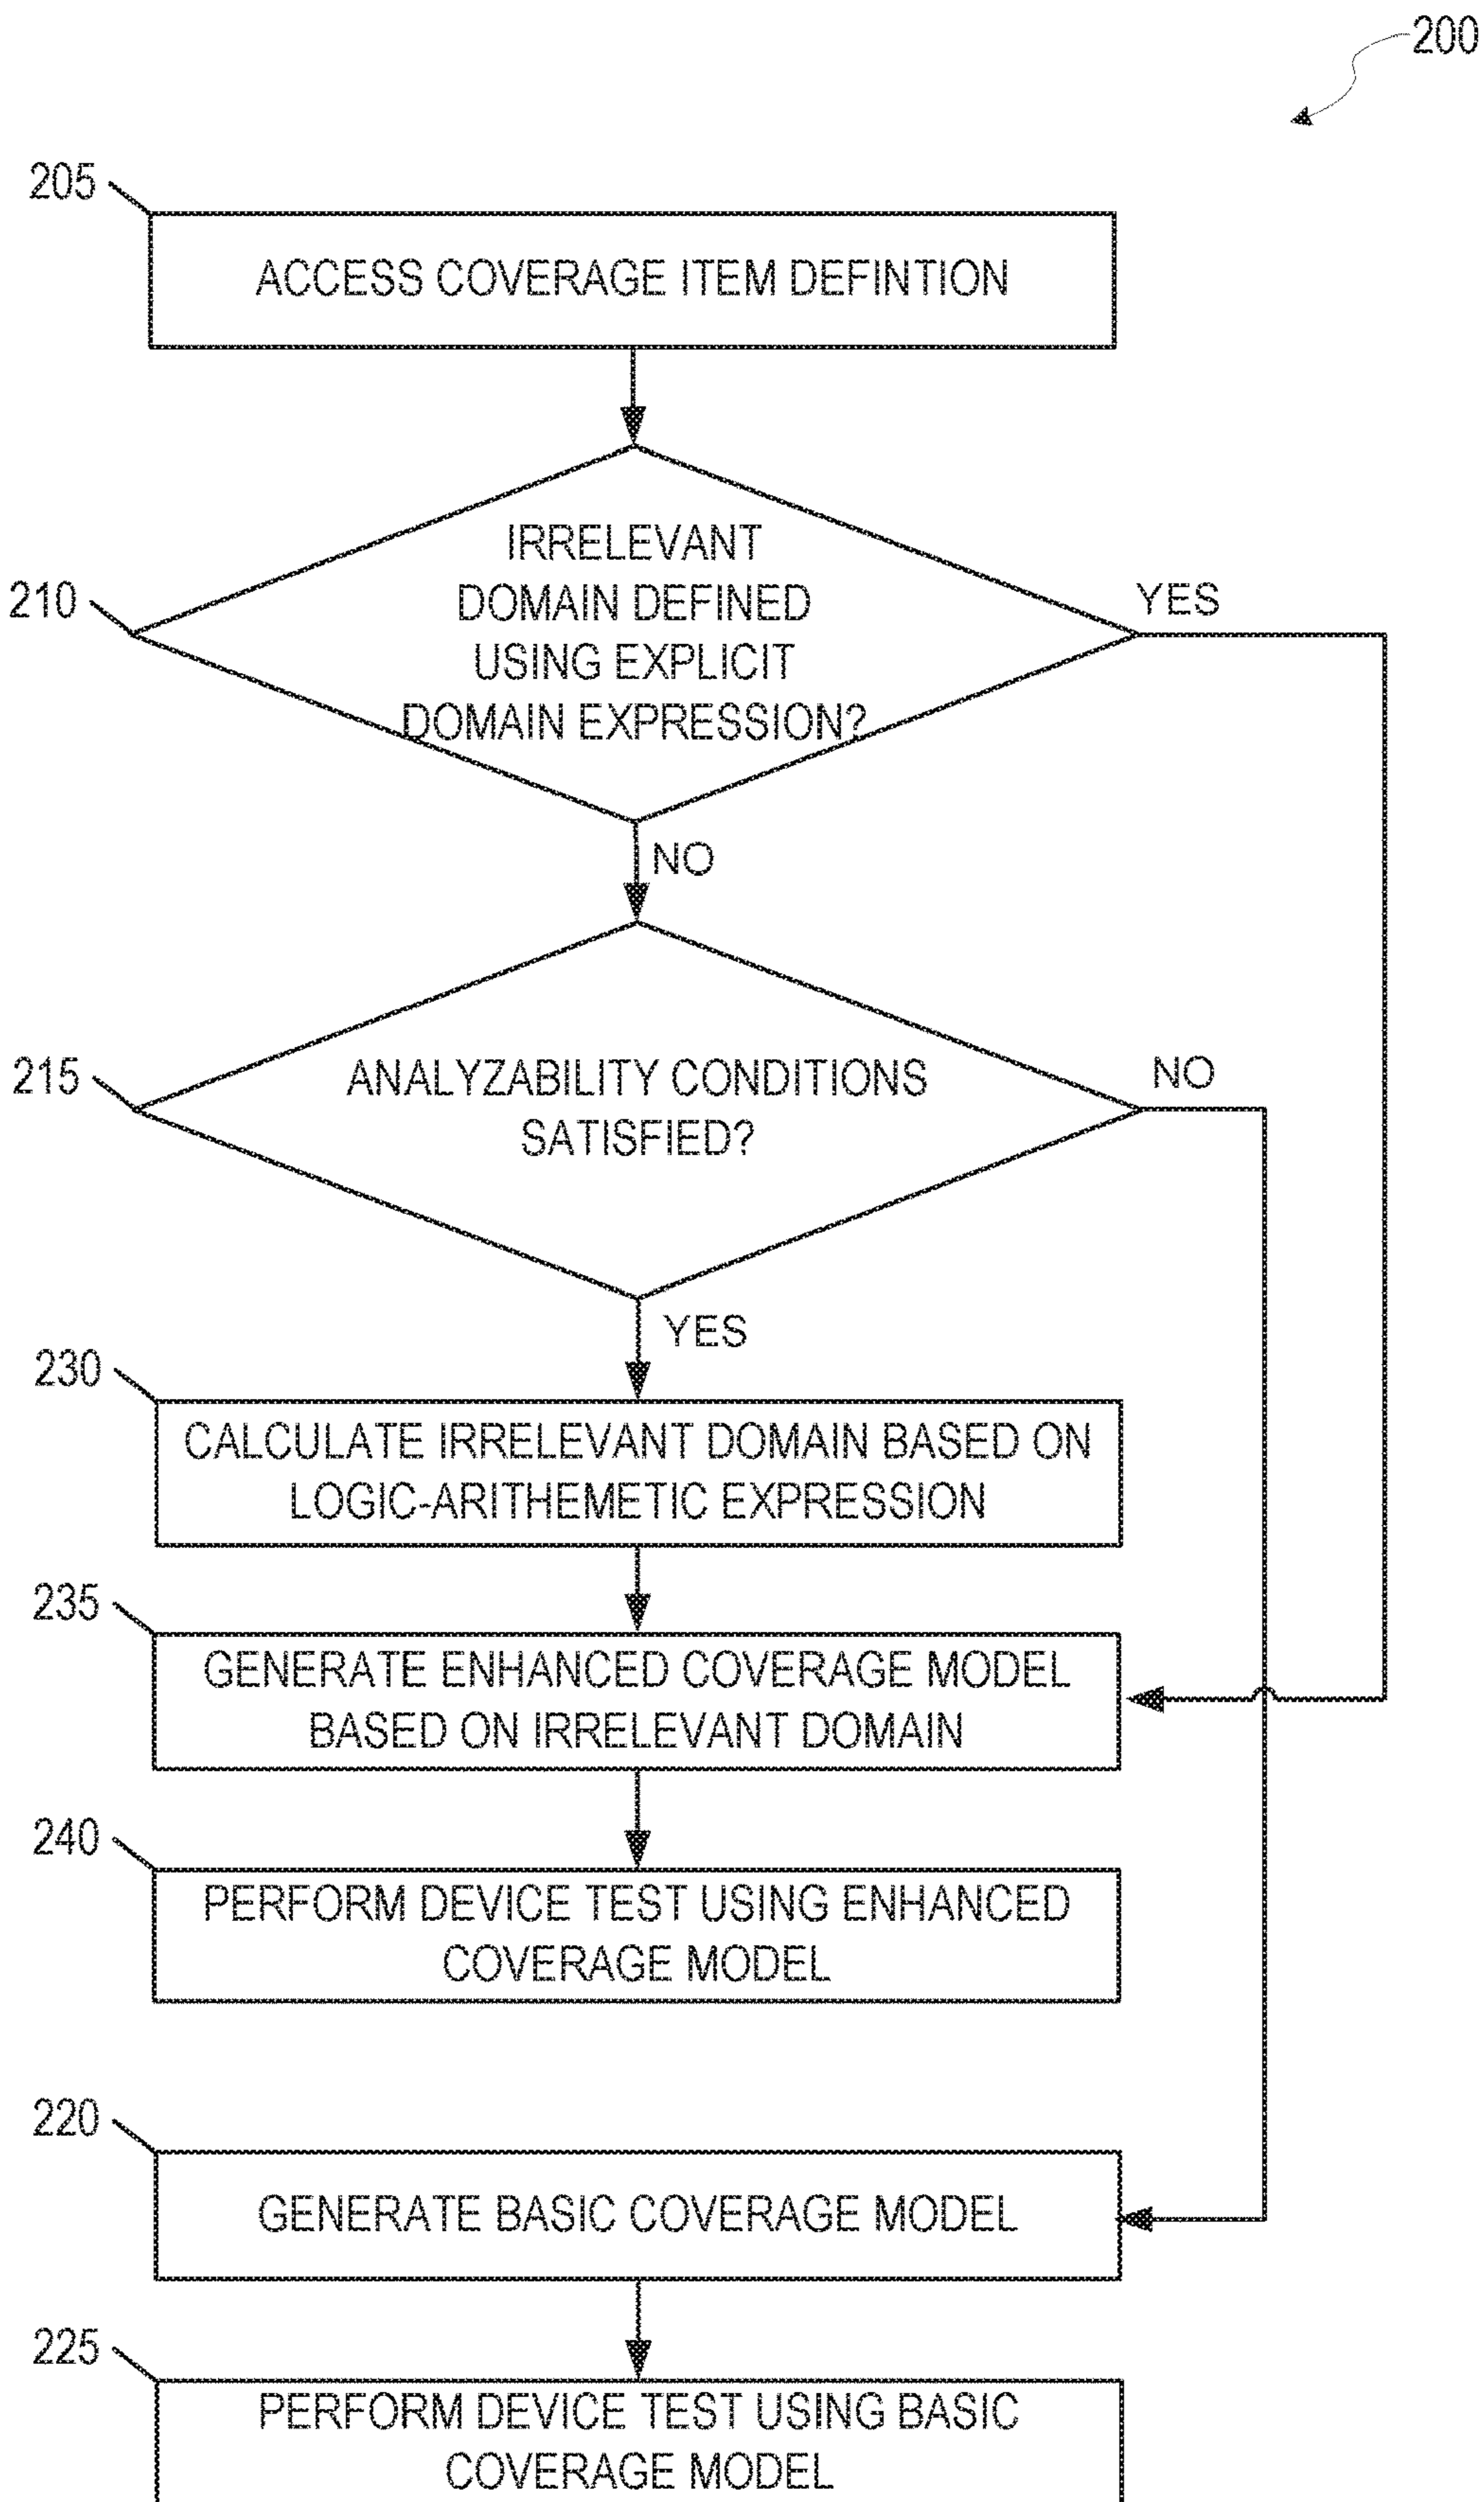 200
205
ACCESS COVERAGE ITEM DEFINTION
210
IRRELEVANT
DOMAIN DEFINED
USING EXPLICIT
DOMAIN EXPRESSION?
YES
NO
215
ANALYZABILITY CONDITIONS
SATISFIED?
NO
YES
230
CALCULATE IRRELEVANT DOMAIN BASED ON
LOGIC-ARITHEMETIC EXPRESSION
235
GENERATE ENHANCED COVERAGE MODEL
BASED ON IRRELEVANT DOMAIN
240
PERFORM DEVICE TEST USING ENHANCED
COVERAGE MODEL
220
GENERATE BASIC COVERAGE MODEL
225
PERFORM DEVICE TEST USING BASIC
COVERAGE MODEL